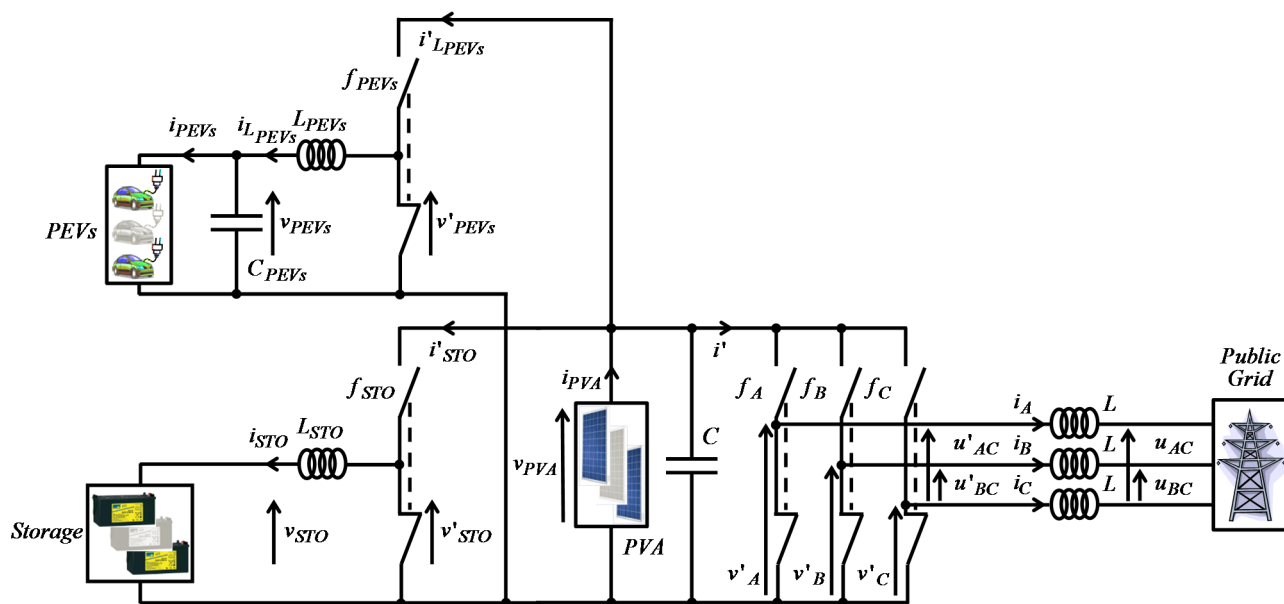 i'LPEVs
fPEVs
iPEVs
iLPEVs
LPEVs
PEVs
vPEVs
v'PEVs
CPEVs
i'STO
i'
iPVA
fSTO
fA
fB
fC
Public
Grid
iSTO
LSTO
vPVA
C
iA
L
u'AC
iB
L
uAC
u'BC
iC
L
uBC
Storage
vSTO
v'STO
PVA
v'A
v'B
v'C